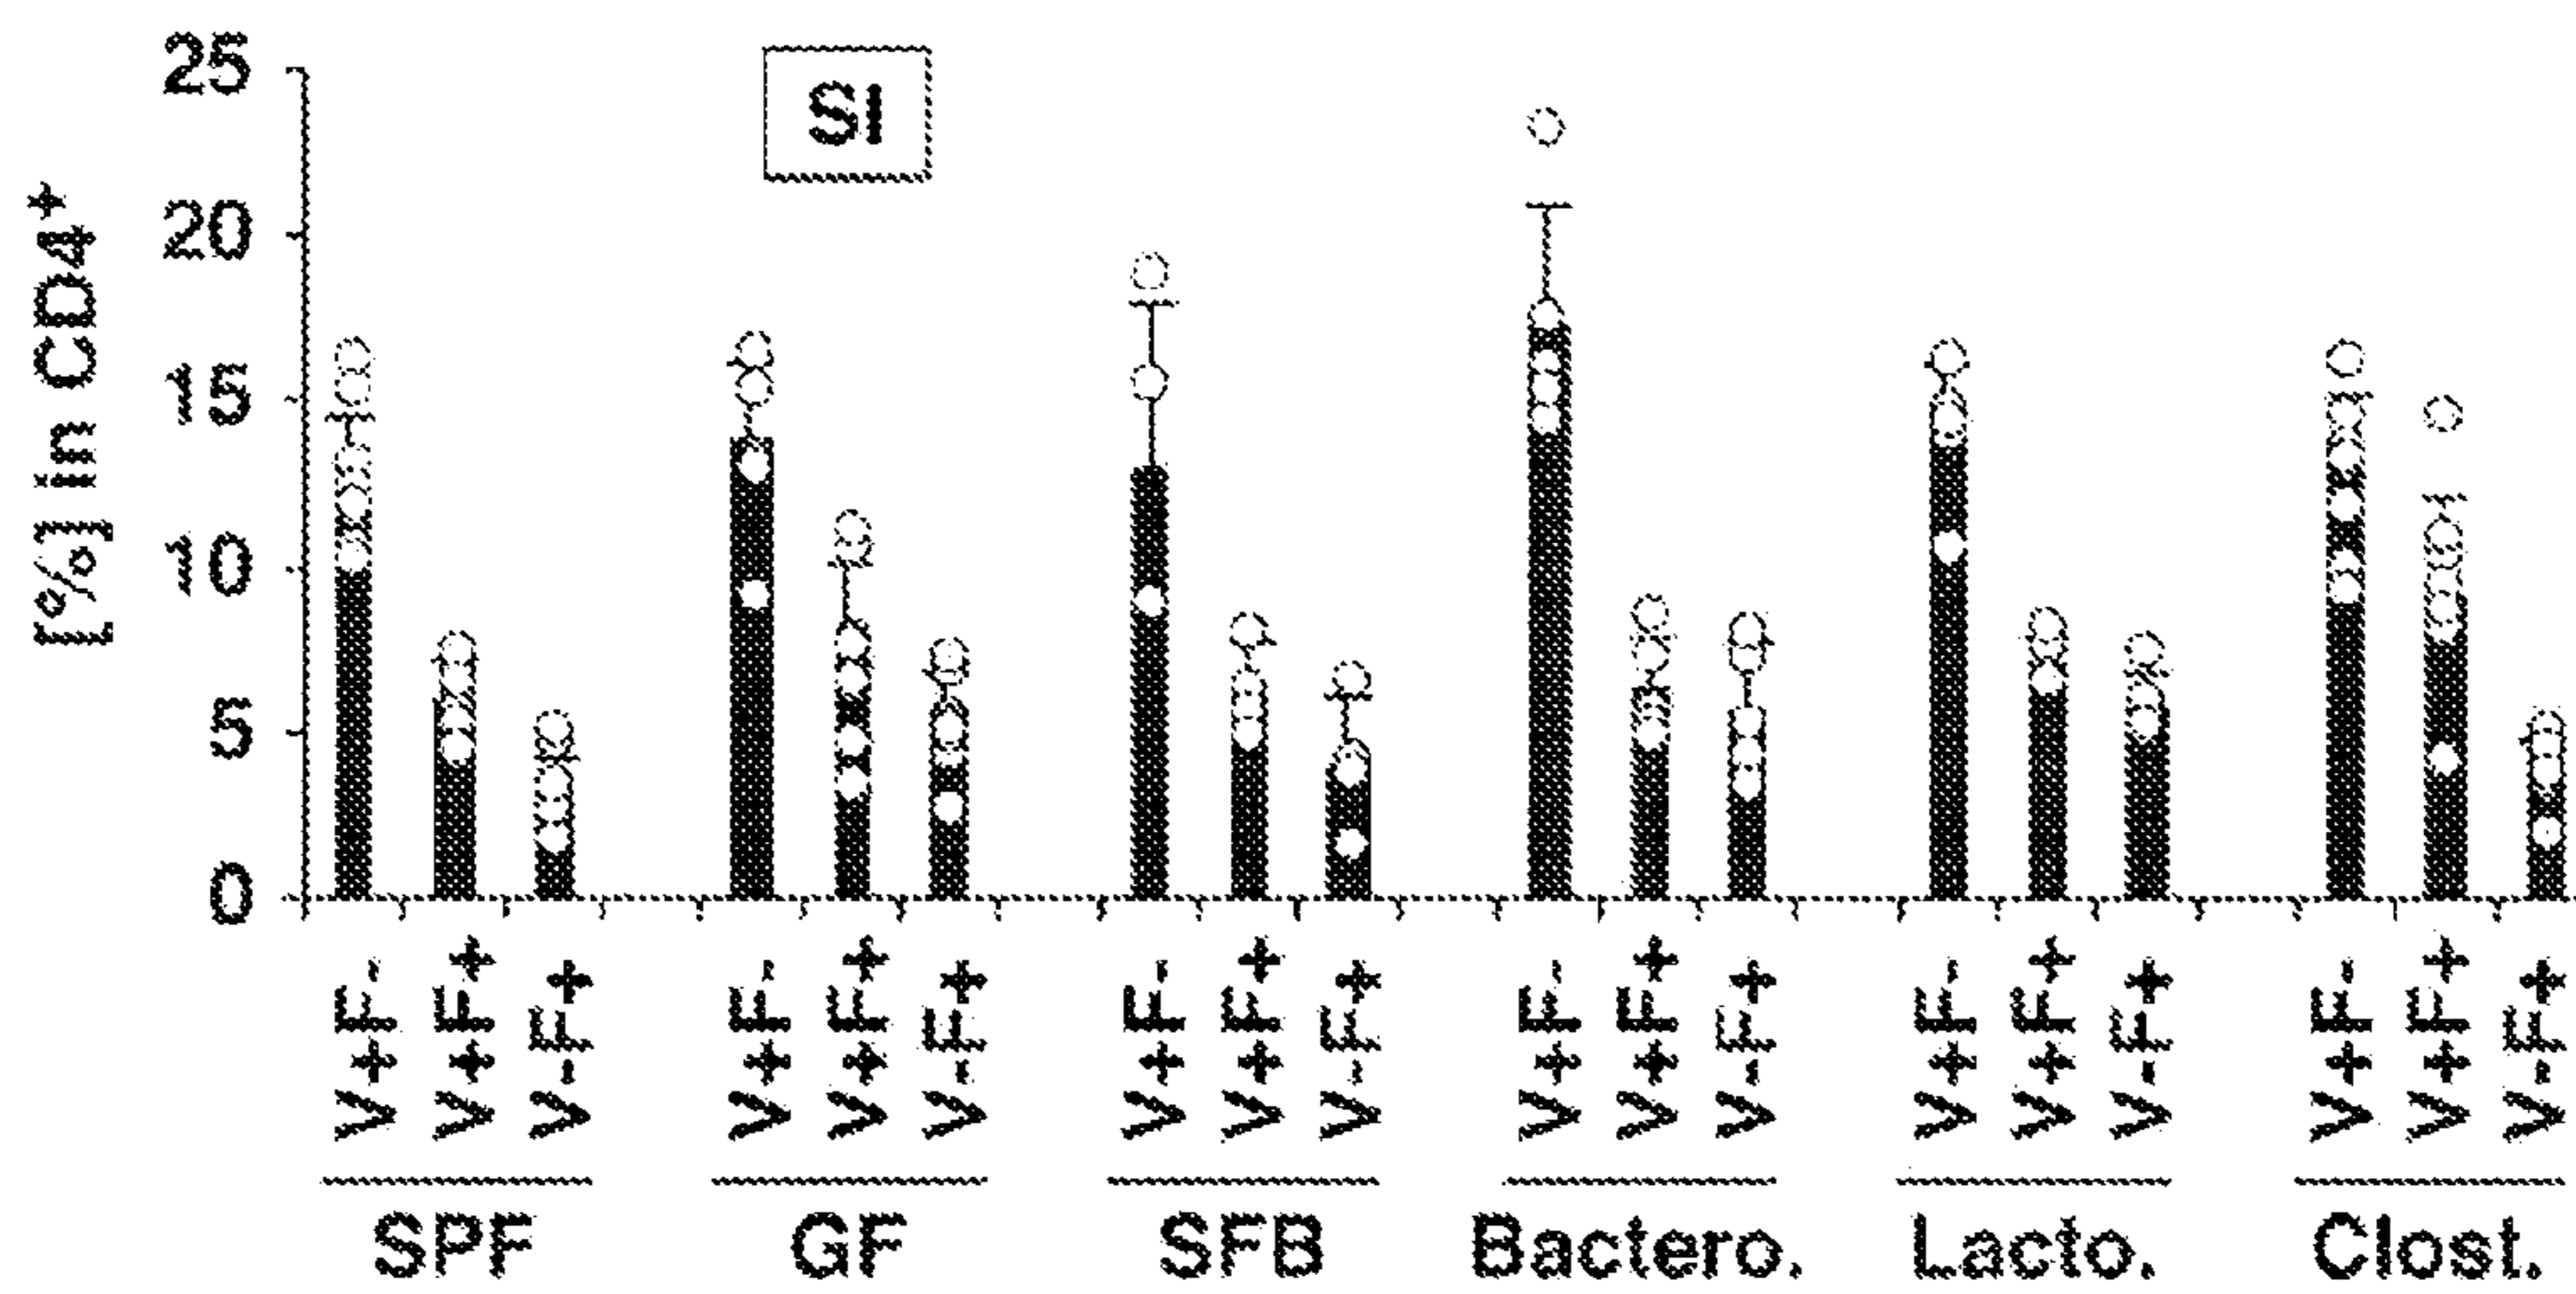 SI
[%] in CD4+
25
20
15
10
5
0
V+F- V+F+ V-F+ V+F- V+F+ V-F+ V+F- V+F+ V-F+ V+F- V+F+ V-F+ V+F- V+F+ V-F+ V+F- V+F+ V-F+
SPF GF SFB Bactero. Lacto. Clost.